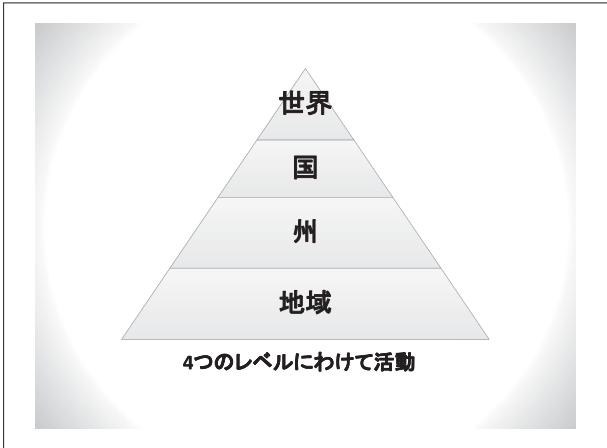 世界
国
州
地域
4つのレベルにわけて活動